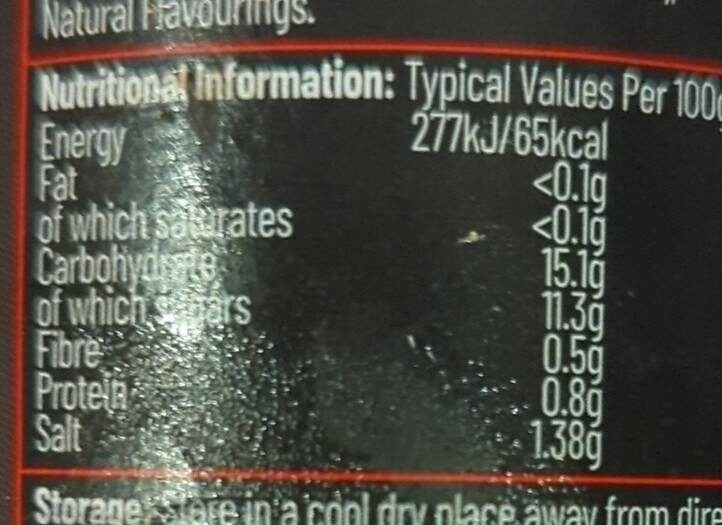 Natural Flavourings.
Nutritional Information: Typical Values Per 100g
Energy 277kJ/65kcal
Fat <0.1g
of which saturates <0.1g
Carbohydrate 15.1g
of which sugars 11.3g
Fibre 0.5g
Protein 0.8g
Salt 1.38g
Storage: Store in a cool dry place away from dire